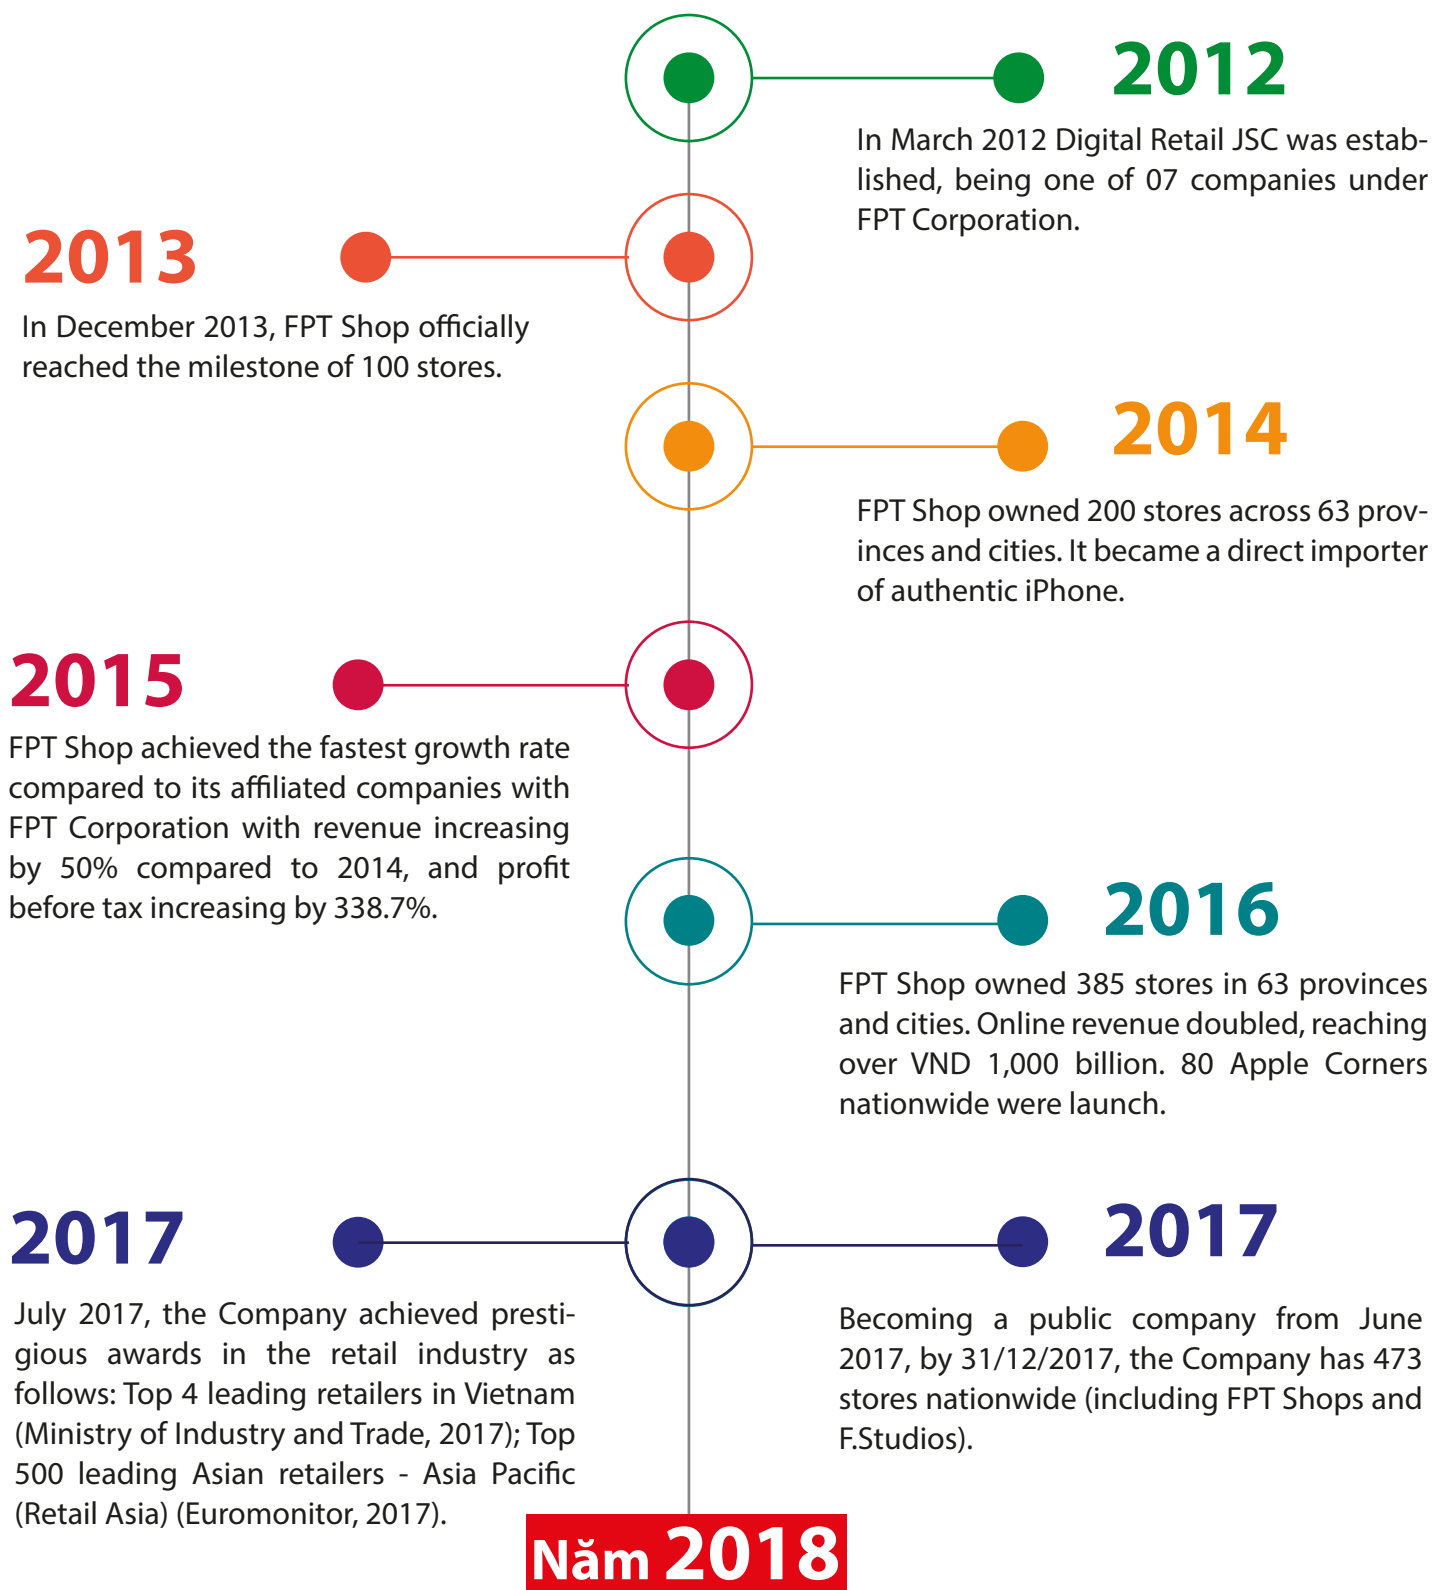 2012
In March 2012 Digital Retail JSC was estab-
lished, being one of 07 companies under
FPT Corporation.
2013
In December 2013, FPT Shop officially
reached the milestone of 100 stores.
2014
FPT Shop owned 200 stores across 63 prov-
inces and cities. It became a direct importer
of authentic iPhone.
2015
FPT Shop achieved the fastest growth rate
compared to its affiliated companies with
FPT Corporation with revenue increasing
by 50% compared to 2014, and profit
before tax increasing by 338.7%.
2016
FPT Shop owned 385 stores in 63 provinces
and cities. Online revenue doubled, reaching
over VND 1,000 billion. 80 Apple Corners
nationwide were launch.
2017
July 2017, the Company achieved presti-
gious awards in the retail industry as
follows: Top 4 leading retailers in Vietnam
(Ministry of Industry and Trade, 2017); Top
500 leading Asian retailers - Asia Pacific
(Retail Asia) (Euromonitor, 2017).
2017
Becoming a public company from June
2017, by 31/12/2017, the Company has 473
stores nationwide (including FPT Shops and
F.Studios).
Năm 2018